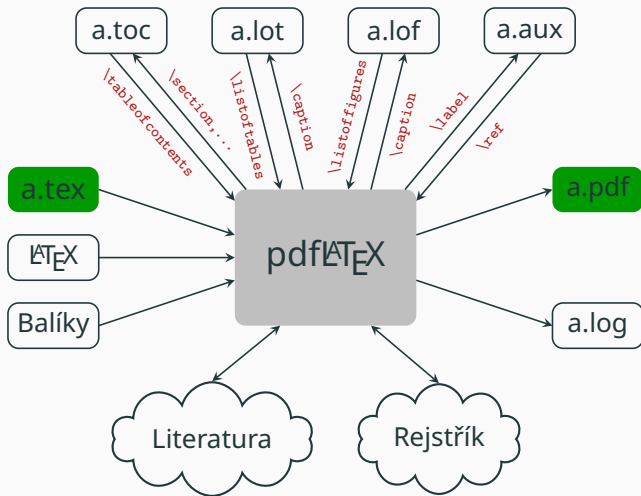 a.toc
a.lot
a.lof
a.aux
\tableofcontents
\section,...
\listoftables
\caption
\listoffigures
\caption
\label
\ref
a.tex
a.pdf
LATEX
pdfLATEX
Balíky
a.log
Literatura
Rejstřík